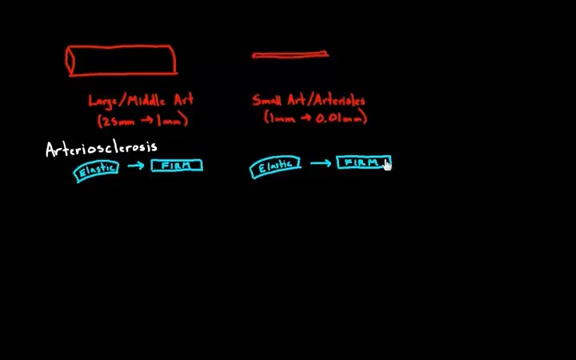 Large/Middle Art
(25mm → 1mm)
Small Art/Arterioles
(1mm → 0.01mm)
Arteriosclerosis
Elastic → FIRM
Elastic → FIRM